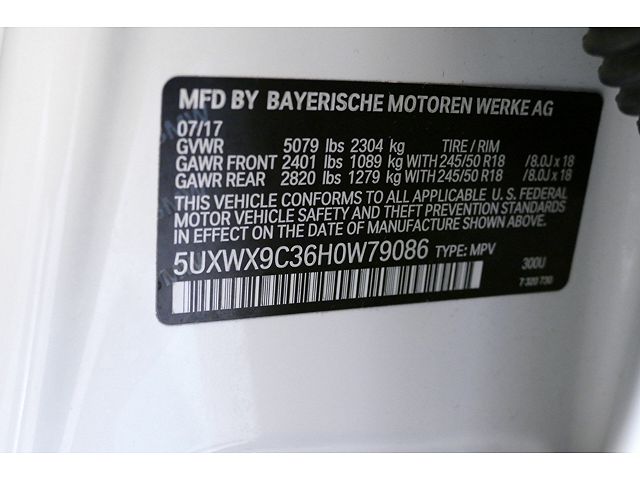 MFD BY BAYERISCHE MOTOREN WERKE AG
07/17
GVWR 5079 lbs 2304 kg TIRE / RIM
GAWR FRONT 2401 lbs 1089 kg WITH 245/50 R18 /8.0J x 18
GAWR REAR 2820 lbs 1279 kg WITH 245/50 R18 /8.0J x 18
THIS VEHICLE CONFORMS TO ALL APPLICABLE U.S. FEDERAL
MOTOR VEHICLE SAFETY AND THEFT PREVENTION STANDARDS
IN EFFECT ON THE DATE OF MANUFACTURE SHOWN ABOVE.
5UXWX9C36H0W79086 TYPE: MPV
300U
7 320 730